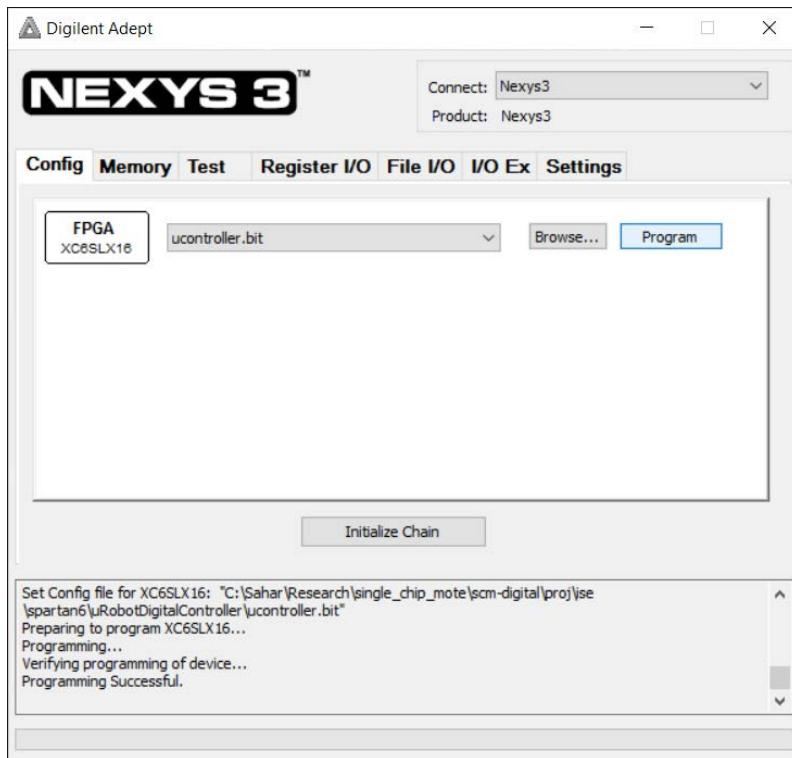 Digilent Adept
NEXYS 3™
Connect: Nexys3
Product: Nexys3
Config Memory Test Register I/O File I/O I/O Ex Settings
FPGA
XC6SLX16
ucontroller.bit
Browse...
Program
Initialize Chain
Set Config file for XC6SLX16: "C:\Sahar\Research\single_chip_mote\scm-digital\proj\ise
\spartan6\uRobotDigitalController\ucontroller.bit"
Preparing to program XC6SLX16...
Programming...
Verifying programming of device...
Programming Successful.